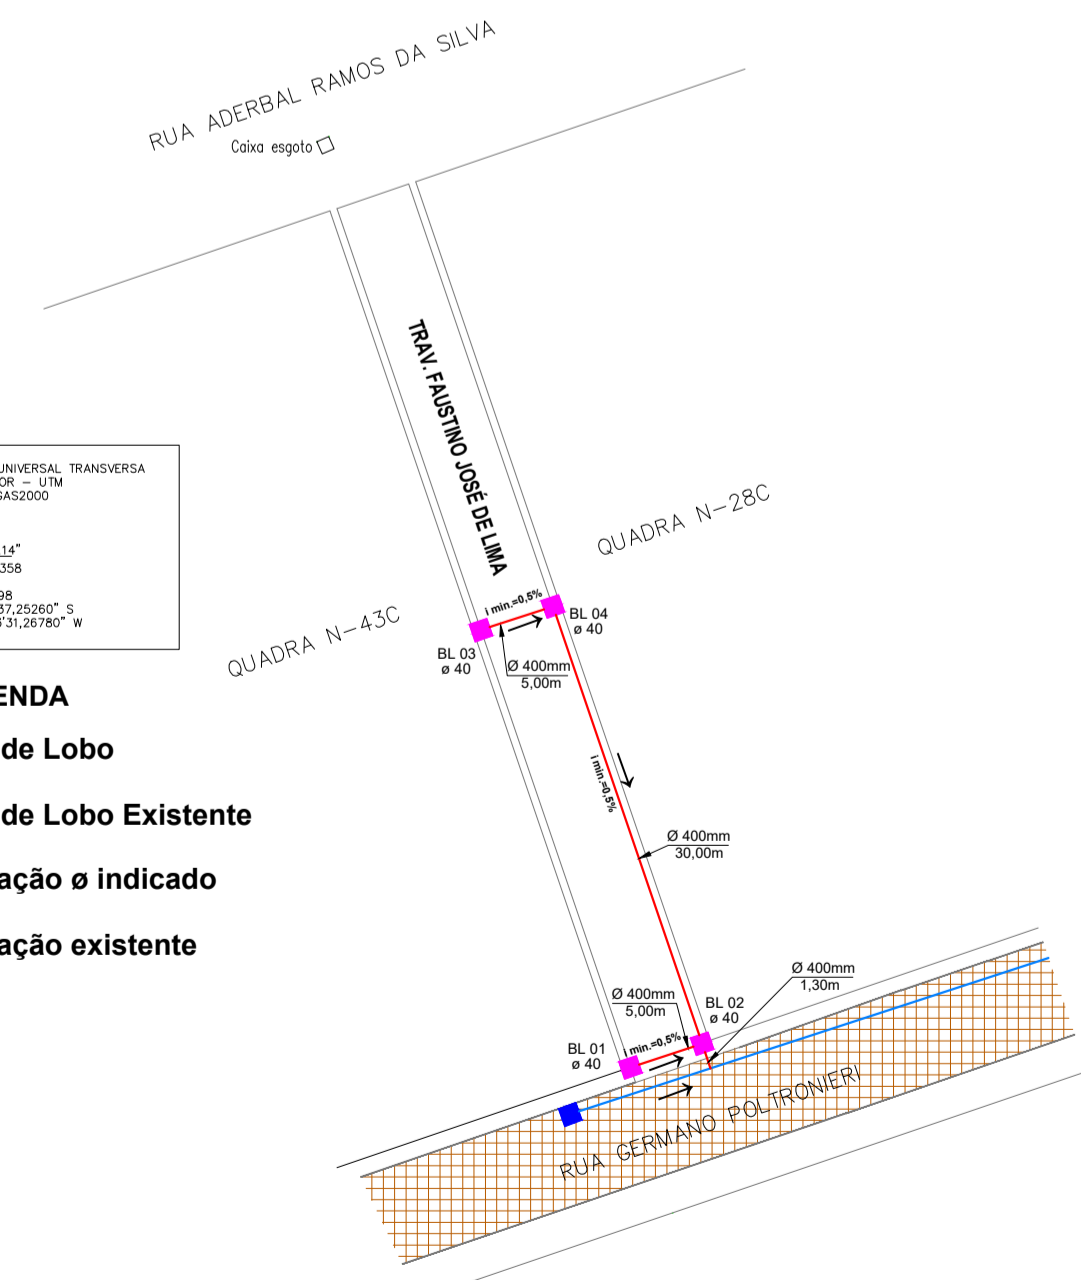 RUA ADERBAL RAMOS DA SILVA
Caixa esgoto
TRAV. FAUSTINO JOSÉ DE LIMA
UNIVERSAL TRANSVERSA
OR – UTM
GAS2000
14"
358
98
37,25260" S
31,26780" W
QUADRA N-28C
QUADRA N-43C
i min.=0,5%
BL 04
ø 40
BL 03
ø 40
Ø 400mm
5,00m
ENDA
de Lobo
de Lobo Existente
ação ø indicado
ação existente
i min.=0,5%
Ø 400mm
30,00m
Ø 400mm
1,30m
Ø 400mm
5,00m
BL 02
ø 40
i min.=0,5%
BL 01
ø 40
RUA GERMANO POLTRONIERI